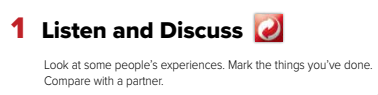 1 Listen and Discuss
Look at some people's experiences. Mark the things you've done.
Compare with a partner.